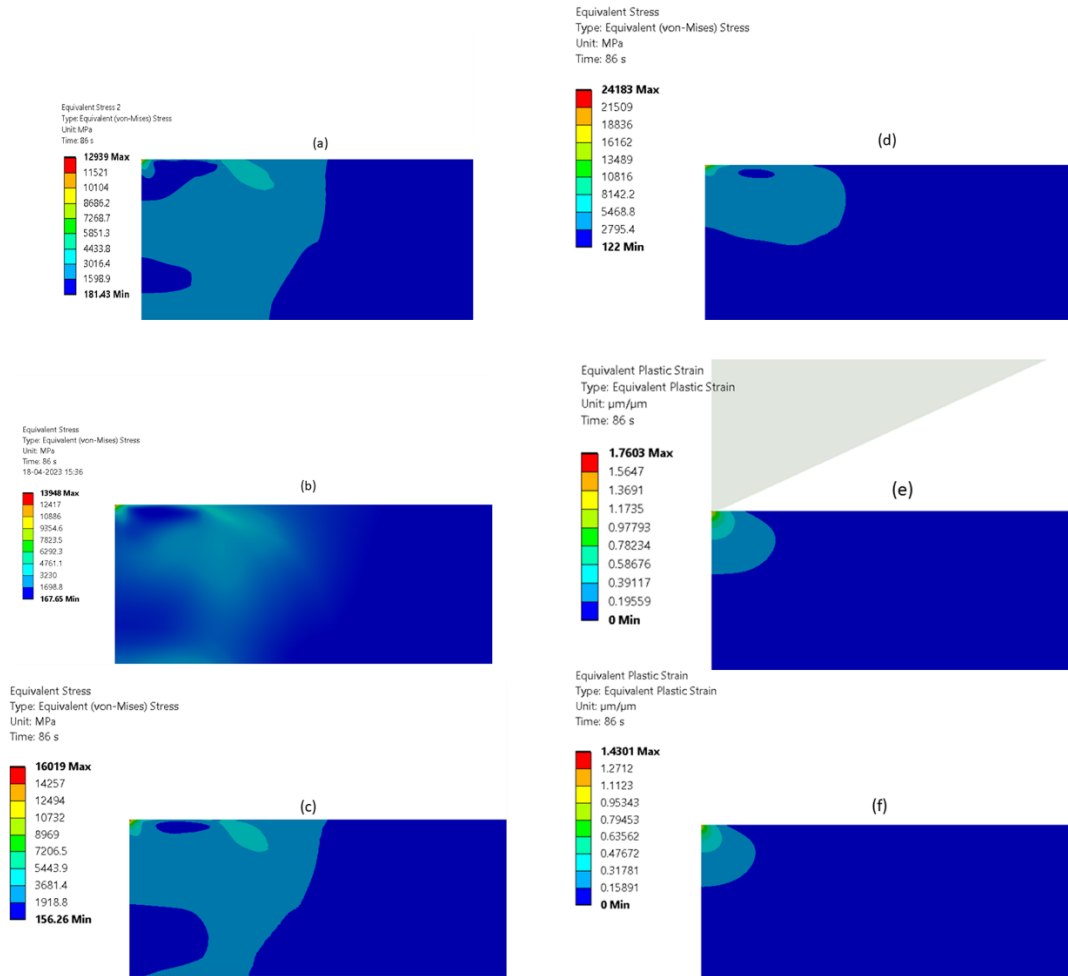 Equivalent Stress 2
Type: Equivalent (von-Mises) Stress
Unit: MPa
Time: 86 s
(a)
12939 Max
11521
10104
8686.2
7268.7
5851.3
4433.8
3016.4
1598.9
181.43 Min
Equivalent Stress
Type: Equivalent (von-Mises) Stress
Unit: MPa
Time: 86 s
(d)
24183 Max
21509
18836
16162
13489
10816
8142.2
5468.8
2795.4
122 Min
Equivalent Stress
Type: Equivalent (von-Mises) Stress
Unit: MPa
Time: 86 s
18-04-2023 15:36
(b)
13948 Max
12417
10886
9354.6
7823.5
6292.3
4761.1
3230
1698.8
167.65 Min
Equivalent Plastic Strain
Type: Equivalent Plastic Strain
Unit: µm/µm
Time: 86 s
(e)
1.7603 Max
1.5647
1.3691
1.1735
0.97793
0.78234
0.58676
0.39117
0.19559
0 Min
Equivalent Stress
Type: Equivalent (von-Mises) Stress
Unit: MPa
Time: 86 s
(c)
16019 Max
14257
12494
10732
8969
7206.5
5443.9
3681.4
1918.8
156.26 Min
Equivalent Plastic Strain
Type: Equivalent Plastic Strain
Unit: µm/µm
Time: 86 s
(f)
1.4301 Max
1.2712
1.1123
0.95343
0.79453
0.63562
0.47672
0.31781
0.15891
0 Min